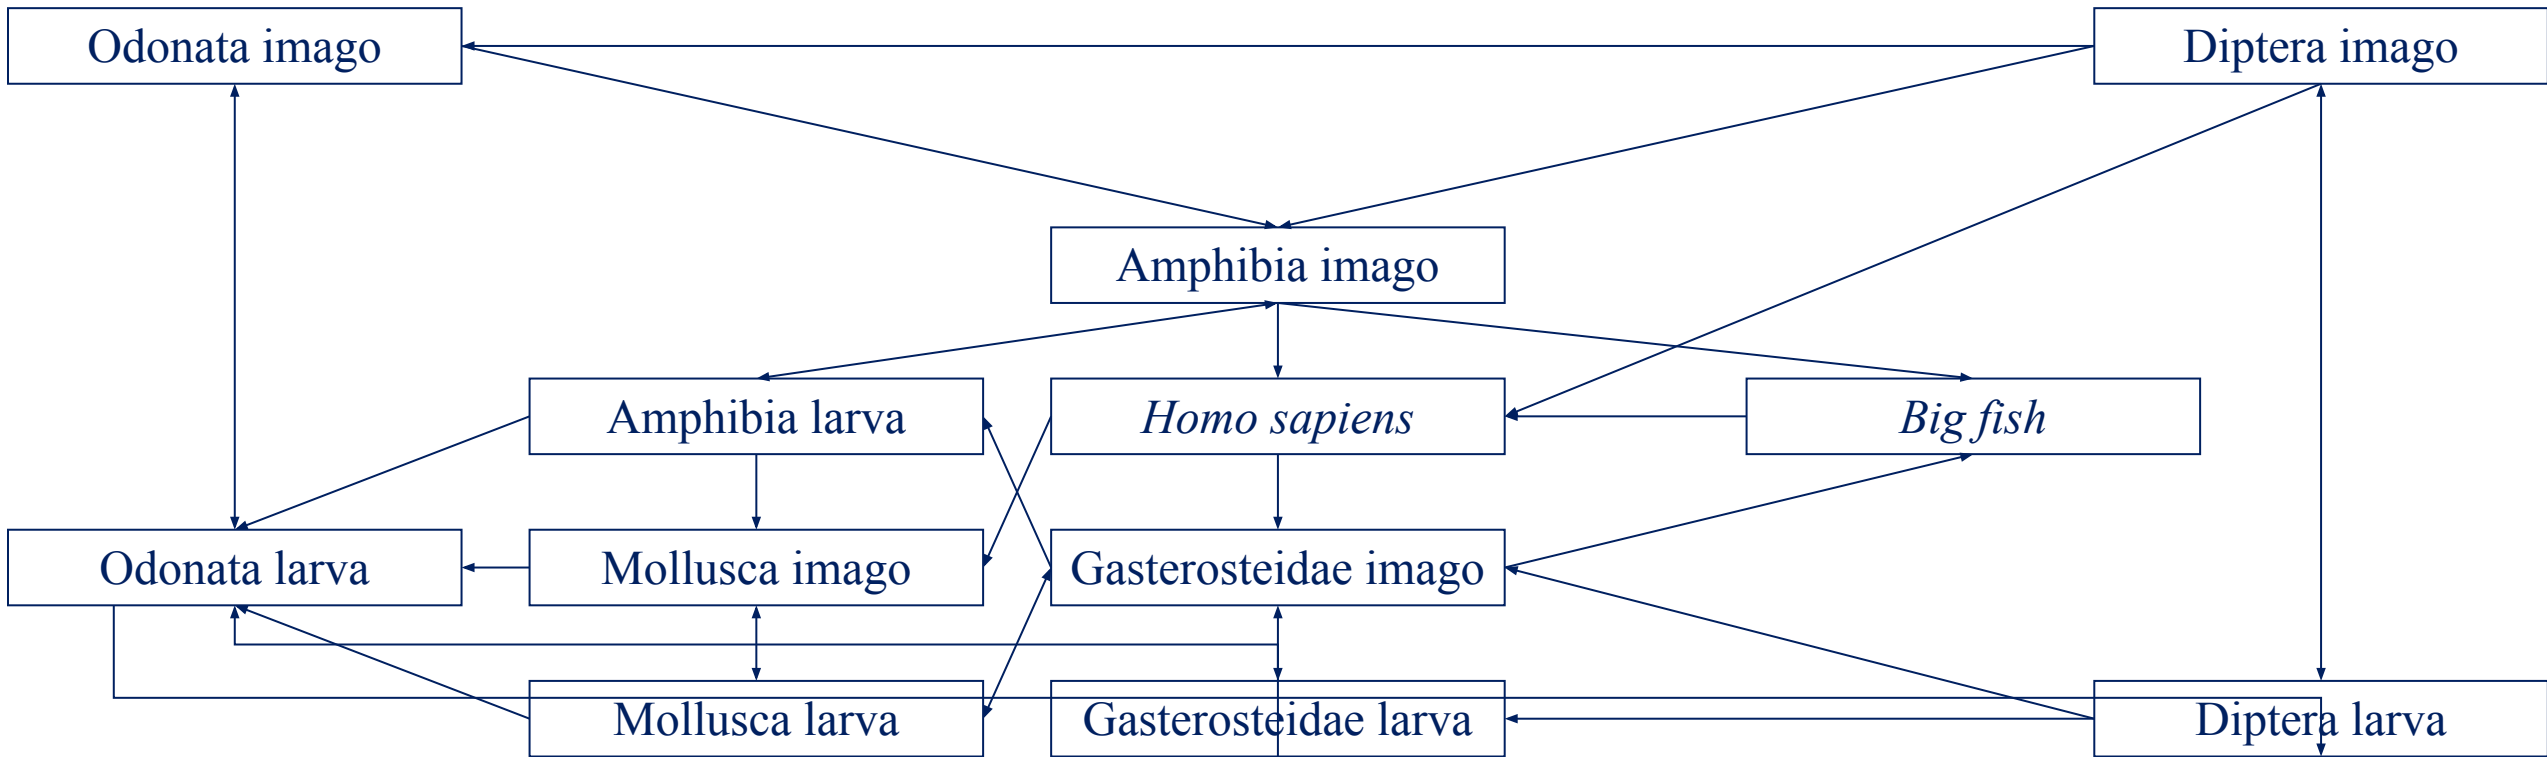 Odonata imago
Diptera imago
Amphibia imago
Amphibia larva
Homo sapiens
Big fish
Odonata larva
Mollusca imago
Gasterosteidae imago
Mollusca larva
Gasterosteidae larva
Diptera larva